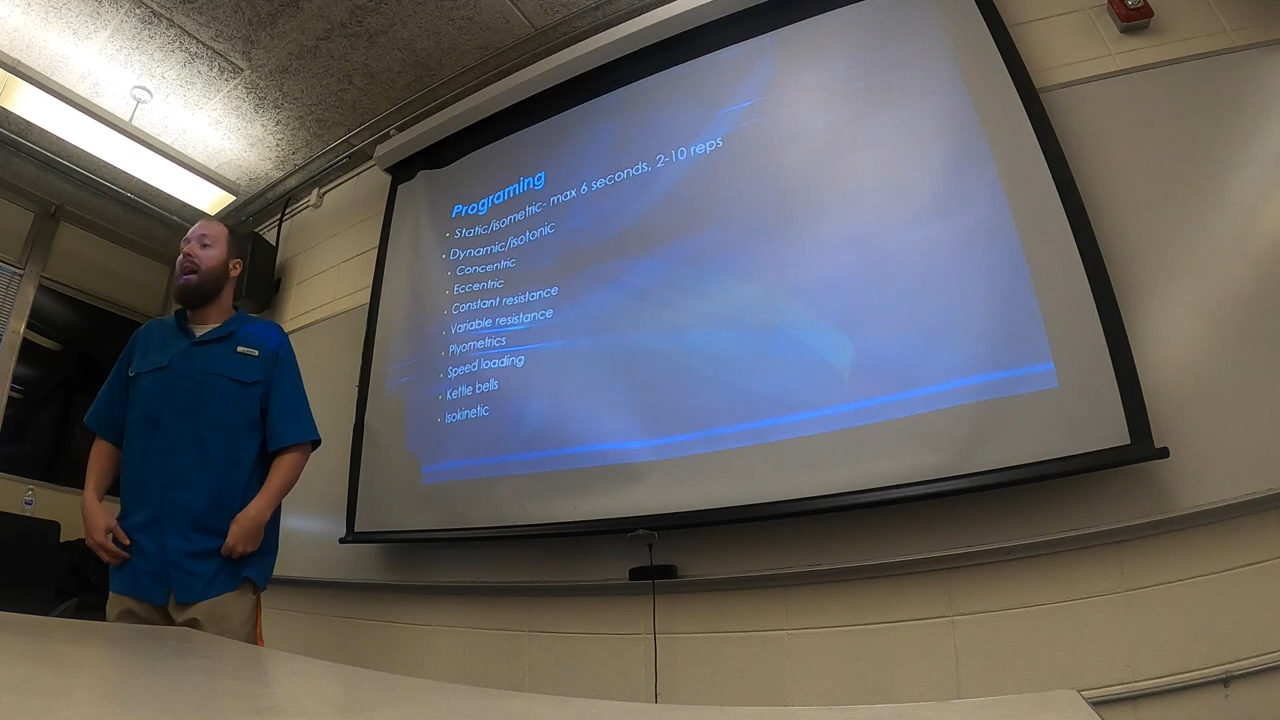 Programing
Static/isometric- max 6 seconds, 2-10 reps
Dynamic/isotonic
Concentric
Eccentric
Constant resistance
Variable resistance
Plyometrics
Speed loading
Kettle bells
Isokinetic